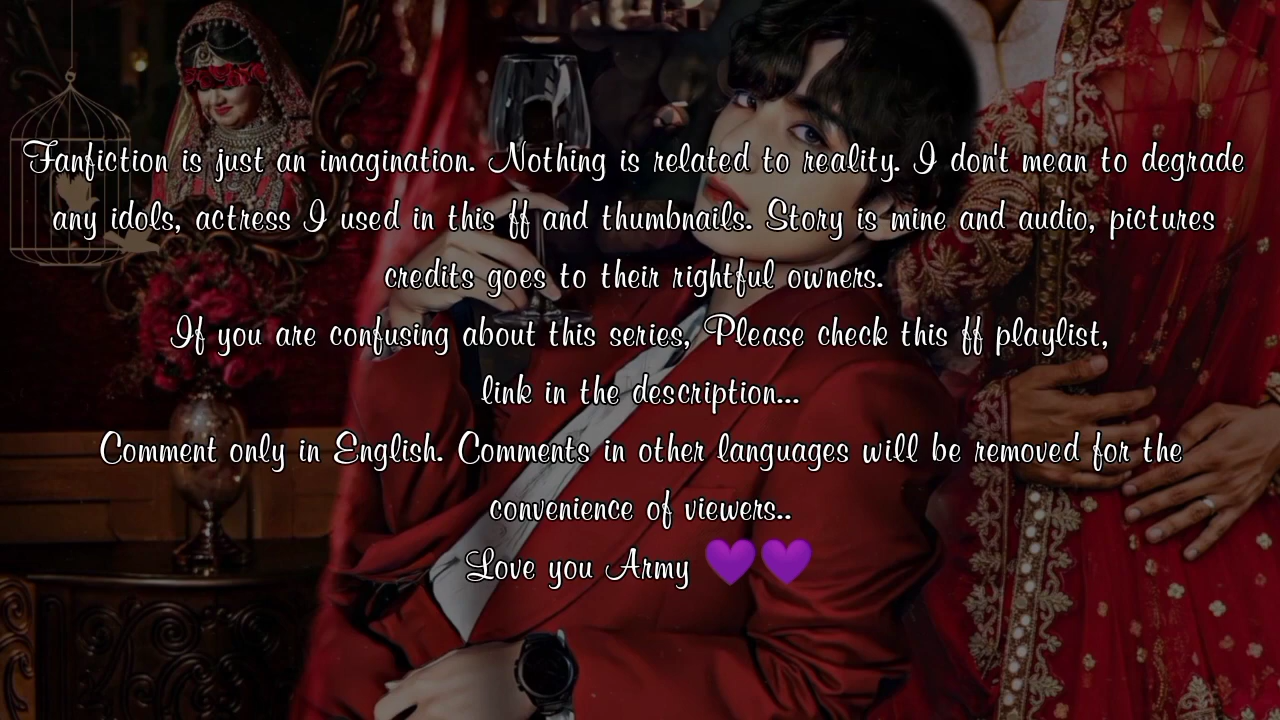 Fanfiction is just an imagination. Nothing is related to reality. I don't mean to degrade
any idols, actress I used in this ff and thumbnails. Story is mine and audio, pictures
credits goes to their rightful owners.
If you are confusing about this series, Please check this ff playlist,
link in the description...
Comment only in English. Comments in other languages will be removed for the
convenience of viewers..
Love you Army 💜💜